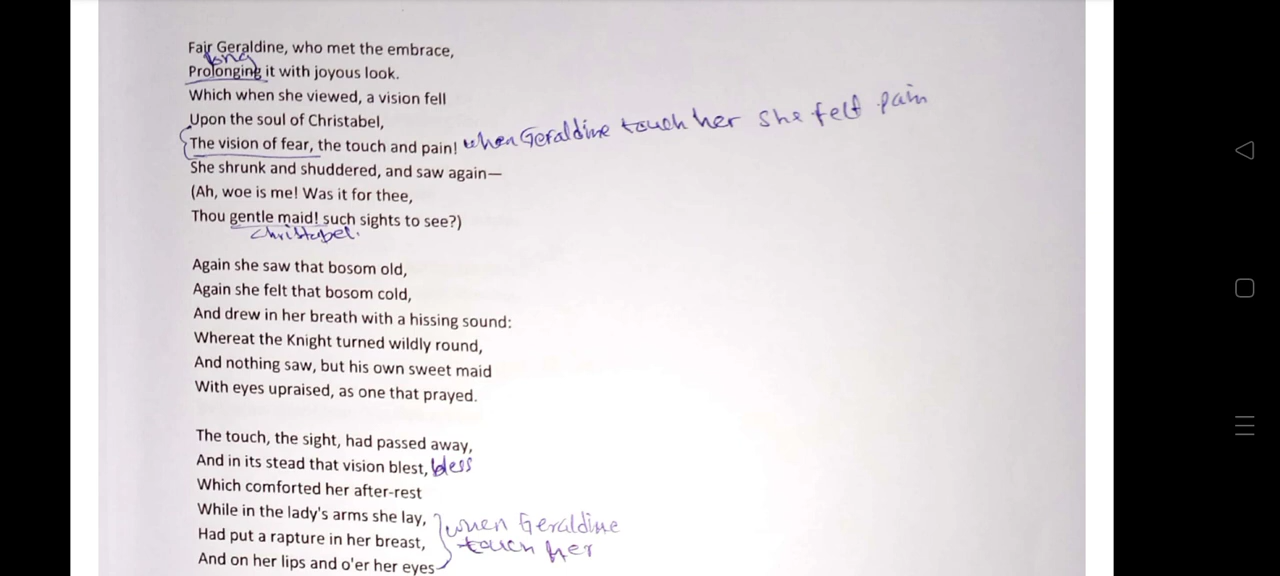 Fair Geraldine, who met the embrace,
long
Prolonging it with joyous look.
Which when she viewed, a vision fell
Upon the soul of Christabel,
The vision of fear, the touch and pain! when Geraldine touch her she felt pain
She shrunk and shuddered, and saw again—
(Ah, woe is me! Was it for thee,
Thou gentle maid! such sights to see?)
Christabel.
Again she saw that bosom old,
Again she felt that bosom cold,
And drew in her breath with a hissing sound:
Whereat the Knight turned wildly round,
And nothing saw, but his own sweet maid
With eyes upraised, as one that prayed.
The touch, the sight, had passed away,
And in its stead that vision blest, bless
Which comforted her after-rest
While in the lady's arms she lay,
Had put a rapture in her breast,
And on her lips and o'er her eyes
when Geraldine
touch her